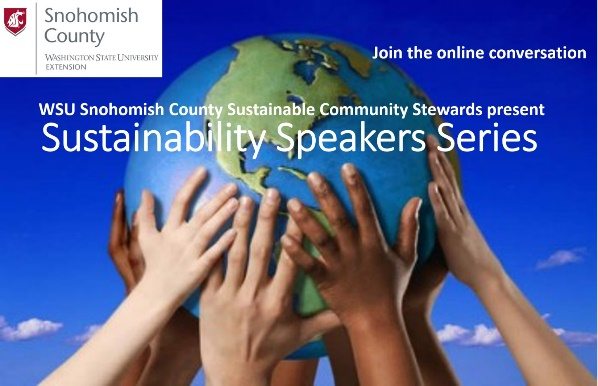 Snohomish
County
WASHINGTON STATE UNIVERSITY
EXTENSION
Join the online conversation
WSU Snohomish County Sustainable Community Stewards present
Sustainability Speakers Series